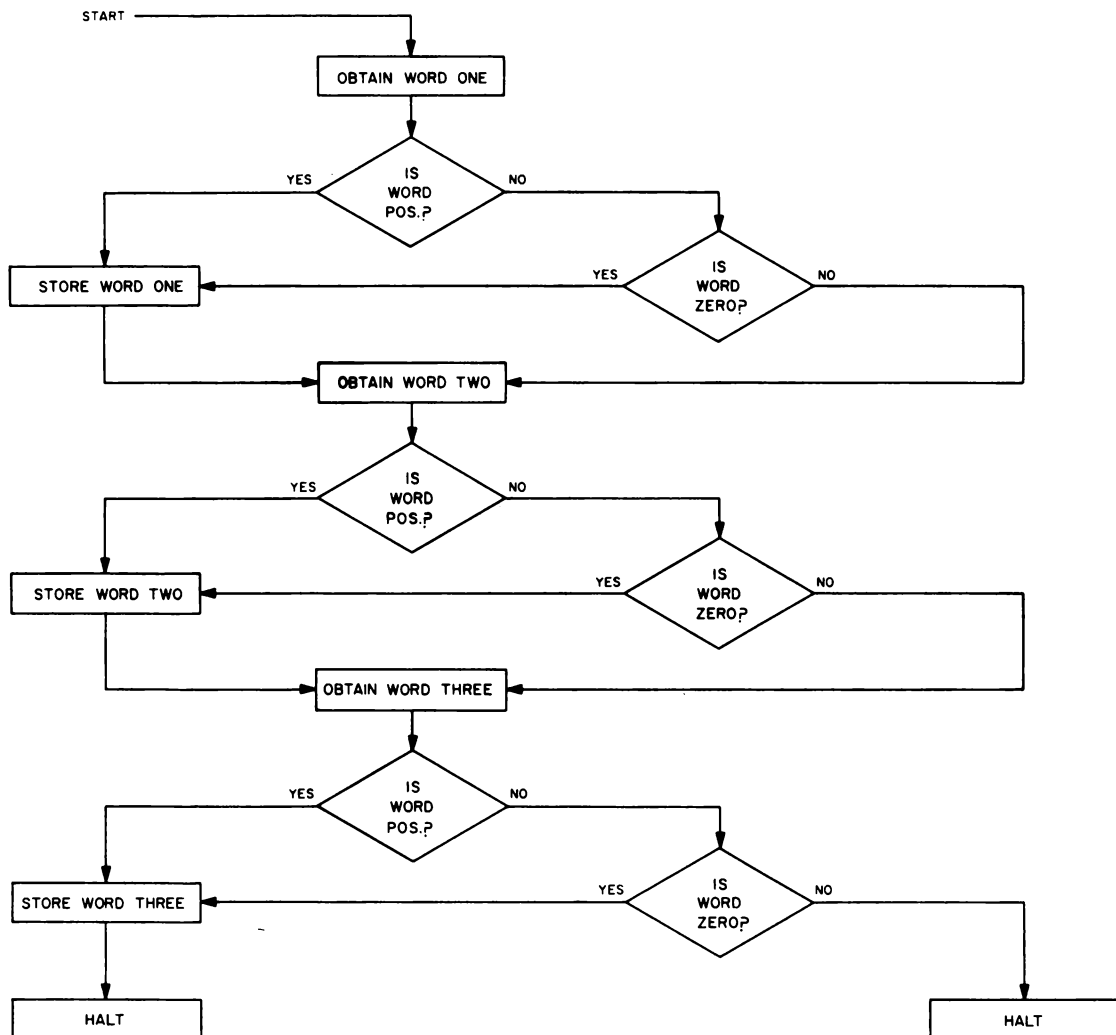 START
OBTAIN WORD ONE
YES
IS
WORD
POS.?
NO
STORE WORD ONE
YES
IS
WORD
ZERO?
NO
OBTAIN WORD TWO
YES
IS
WORD
POS.?
NO
STORE WORD TWO
YES
IS
WORD
ZERO?
NO
OBTAIN WORD THREE
YES
IS
WORD
POS.?
NO
STORE WORD THREE
YES
IS
WORD
ZERO?
NO
HALT
HALT